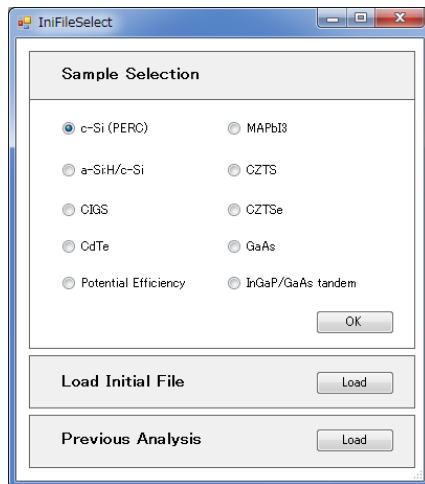 IniFileSelect
Sample Selection
c-Si (PERC)
MAPbI3
a-Si:H/c-Si
CZTS
CIGS
CZTSe
CdTe
GaAs
Potential Efficiency
InGaP/GaAs tandem
OK
Load Initial File
Load
Previous Analysis
Load